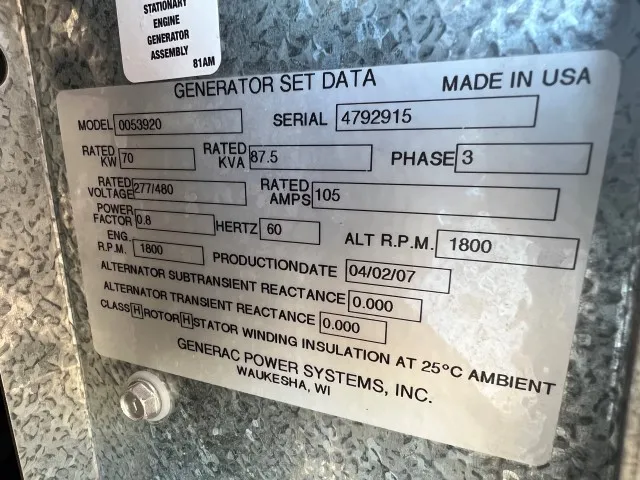 STATIONARY
ENGINE
GENERATOR
ASSEMBLY
81AM
GENERATOR SET DATA MADE IN USA
MODEL 0053920 SERIAL 4792915
RATED KW 70 RATED KVA 87.5 PHASE 3
RATED VOLTAGE 277/480 RATED AMPS 105
POWER FACTOR 0.8 HERTZ 60 ALT R.P.M. 1800
ENG R.P.M. 1800 PRODUCTION DATE 04/02/07
ALTERNATOR SUBTRANSIENT REACTANCE 0.000
ALTERNATOR TRANSIENT REACTANCE 0.000
CLASS H ROTOR H STATOR WINDING INSULATION AT 25°C AMBIENT
GENERAC POWER SYSTEMS, INC.
WAUKESHA, WI